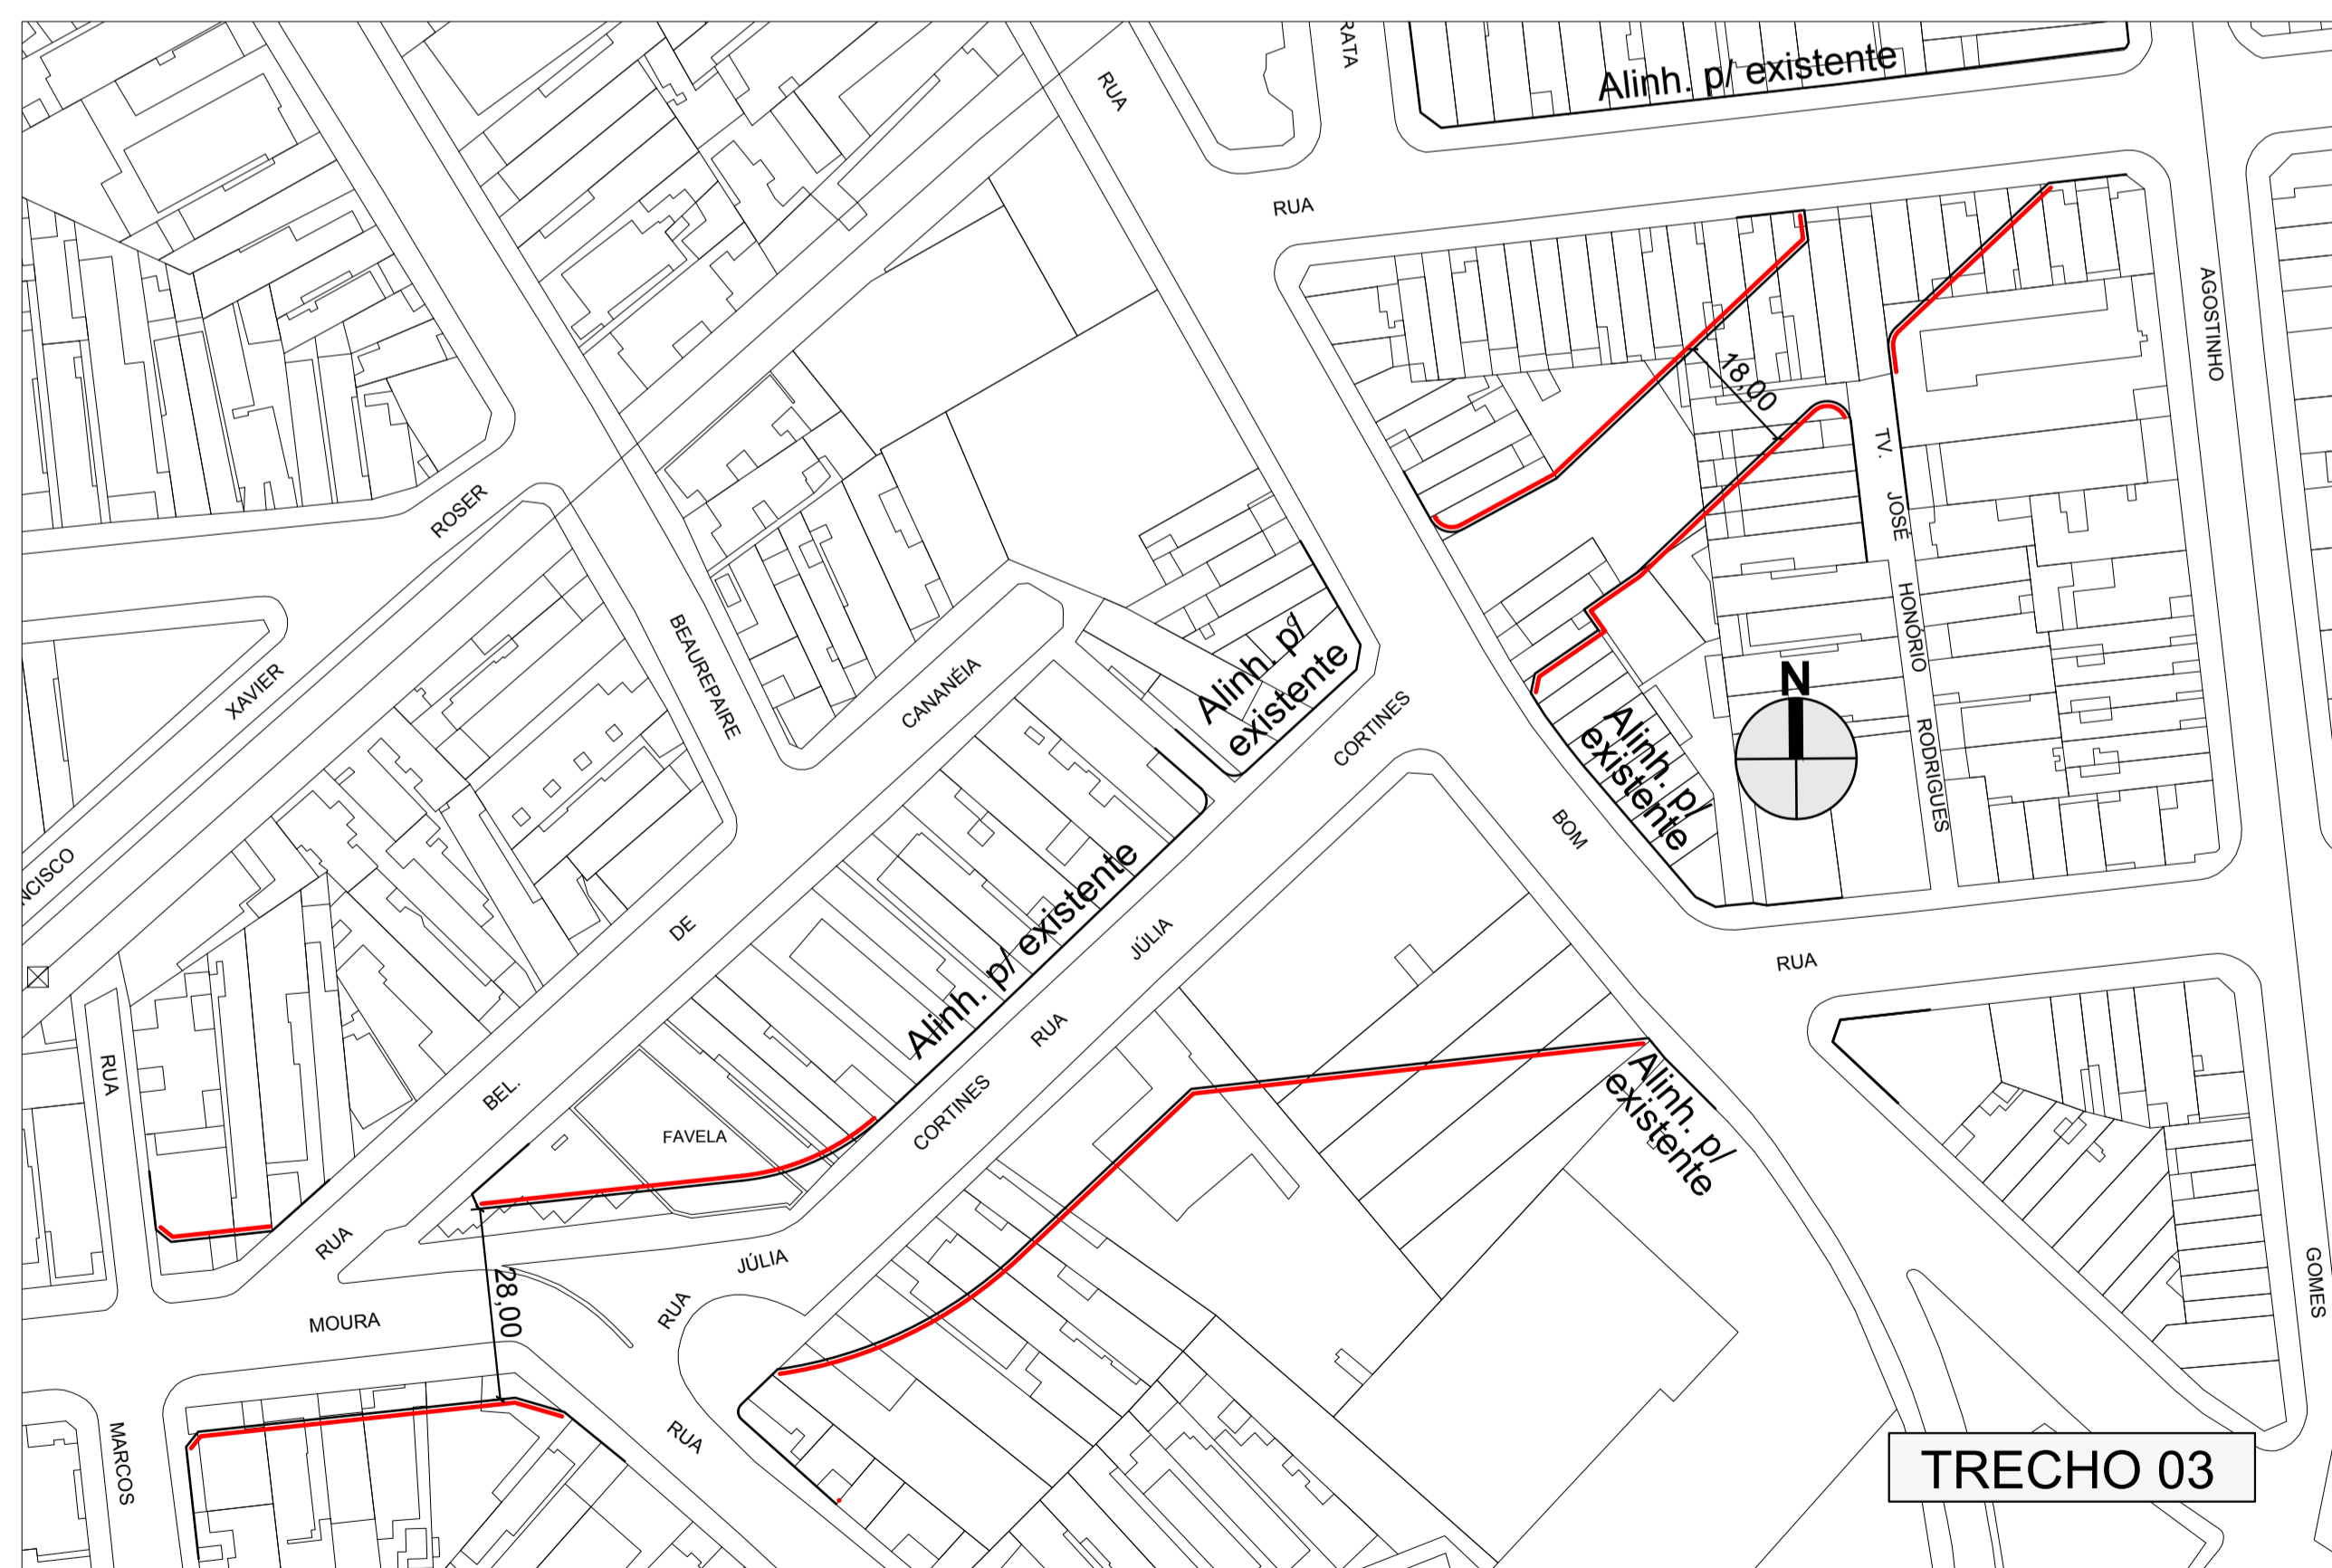 RATA
RUA
Alinh. p/ existente
RUA
AGOSTINHO
18,00
TV.
JOSÉ
HONÓRIO
RODRIGUES
ROSER
XAVIER
NCISCO
BEAUREPAIRE
CANANÉIA
DE
BEL.
RUA
Alinh. p/
existente
CORTINES
N
Alinh. p/
existente
BOM
RUA
Alinh. p/ existente
JÚLIA
RUA
CORTINES
FAVELA
JÚLIA
RUA
Alinh. p/
existente
RUA
MOURA
28,00
RUA
MARCOS
GOMES
TRECHO 03